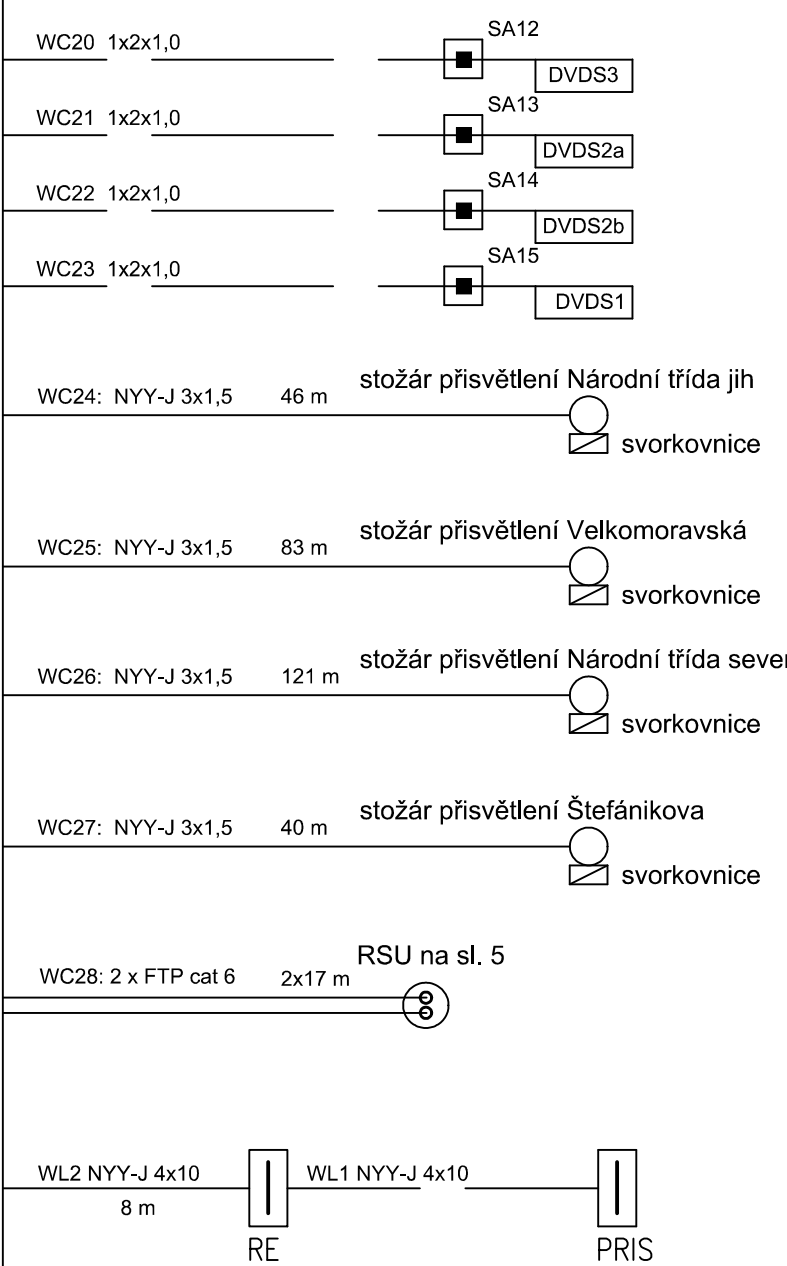 WC20 1x2x1,0
SA12
DVDS3
WC21 1x2x1,0
SA13
DVDS2a
WC22 1x2x1,0
SA14
DVDS2b
WC23 1x2x1,0
SA15
DVDS1
stožár přisvětlení Národní třída jih
WC24: NYY-J 3x1,5 46 m
svorkovnice
stožár přisvětlení Velkomoravská
WC25: NYY-J 3x1,5 83 m
svorkovnice
stožár přisvětlení Národní třída sever
WC26: NYY-J 3x1,5 121 m
svorkovnice
stožár přisvětlení Štefánikova
WC27: NYY-J 3x1,5 40 m
svorkovnice
RSU na sl. 5
WC28: 2 x FTP cat 6 2x17 m
WL2 NYY-J 4x10
WL1 NYY-J 4x10
8 m
RE
PRIS